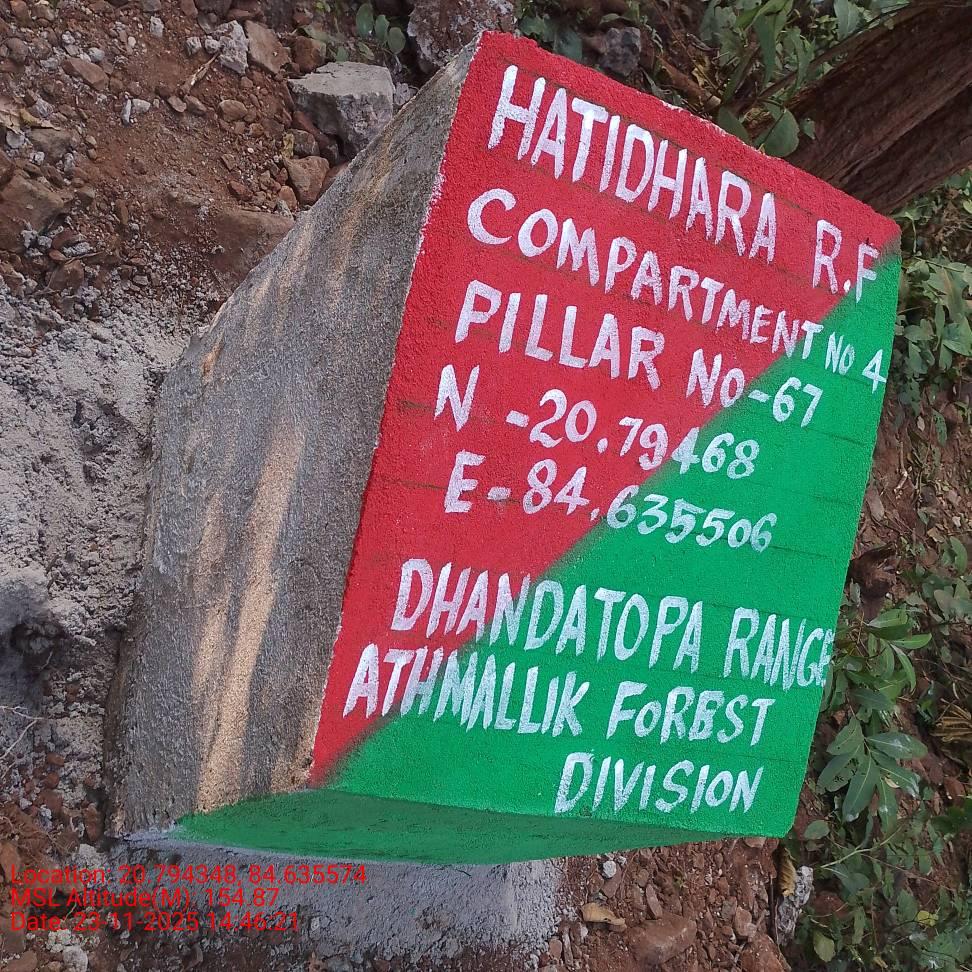 HATIDHARA R.F
COMPARTMENT NO 4
PILLAR NO-67
N -20.79468
E-84.635506
DHANDATOPA RANGE
ATHMALLIK FOREST
DIVISION
Location: 20.794348, 84.635574
MSL Altitude(M): 154.87
Date: 23-11-2025 14:46:21